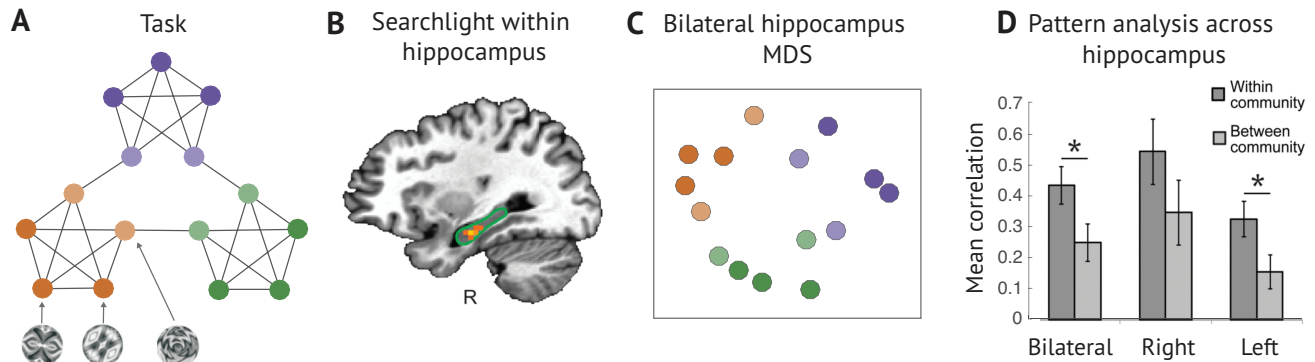 A Task
B Searchlight within
hippocampus
R
C Bilateral hippocampus
MDS
D Pattern analysis across
hippocampus
Within
community
Between
community
Mean correlation
0.7
0.6
0.5
0.4
0.3
0.2
0.1
0
*
*
Bilateral Right Left